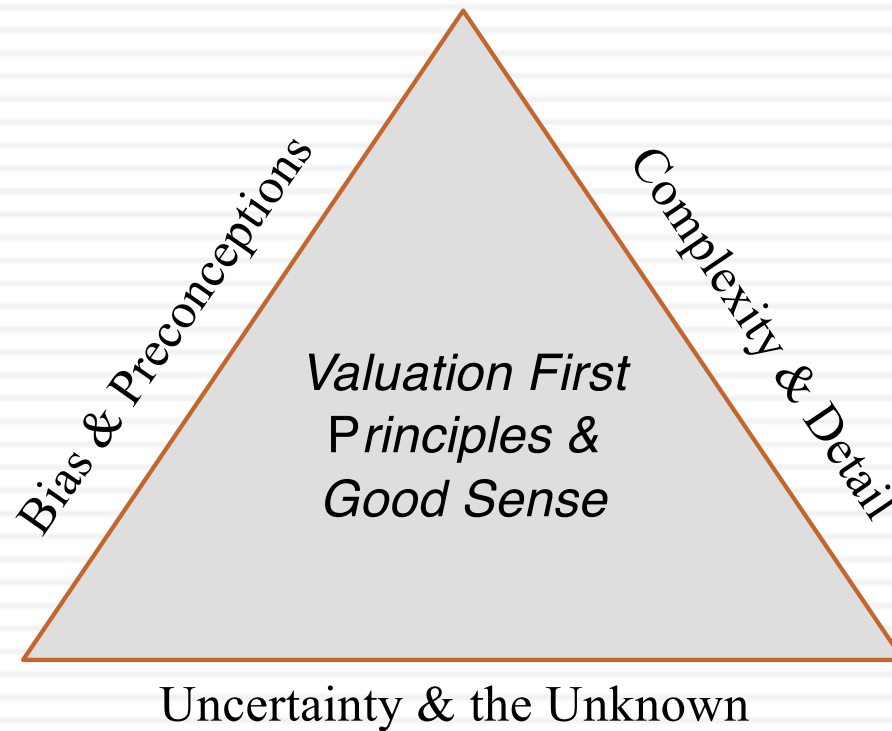 Bias & Preconceptions
Complexity & Detail
Valuation First
Principles &
Good Sense
Uncertainty & the Unknown